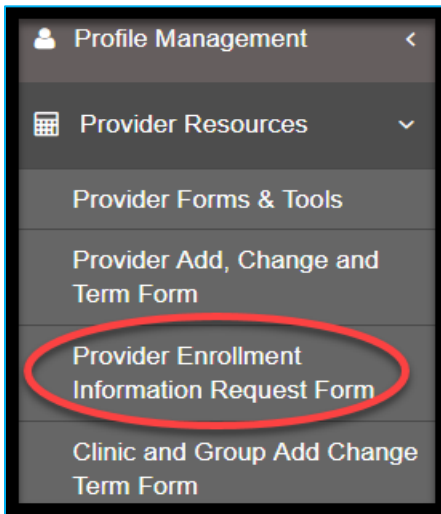 Profile Management
Provider Resources
Provider Forms & Tools
Provider Add, Change and
Term Form
Provider Enrollment
Information Request Form
Clinic and Group Add Change
Term Form